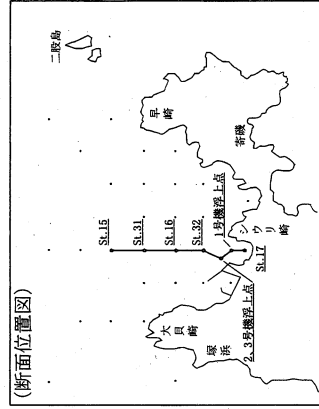 (断面位置図)
二股島
早崎
St.15
St.31
St.16
St.32
1号機浮上点
寄磯
シウリ崎
St.17
大貝崎
塚浜
2、3号機浮上点